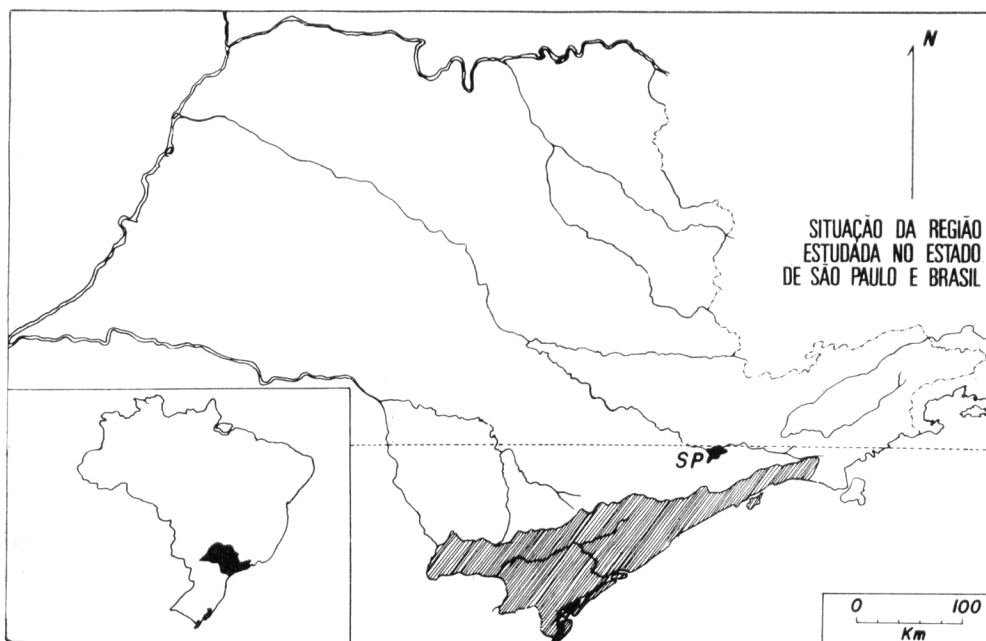 N
SITUAÇÃO DA REGIÃO
ESTUDADA NO ESTADO
DE SÃO PAULO E BRASIL
SP
0 100
Km